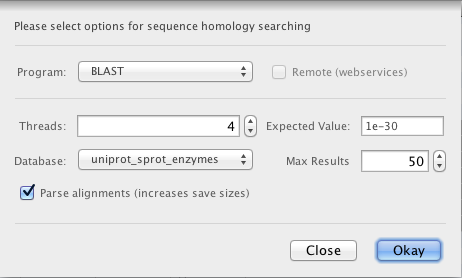 Please select options for sequence homology searching
Program: BLAST Remote (webservices)
Threads: 4 Expected Value: 1e-30
Database: uniprot_sprot_enzymes Max Results 50
Parse alignments (increases save sizes)
Close Okay